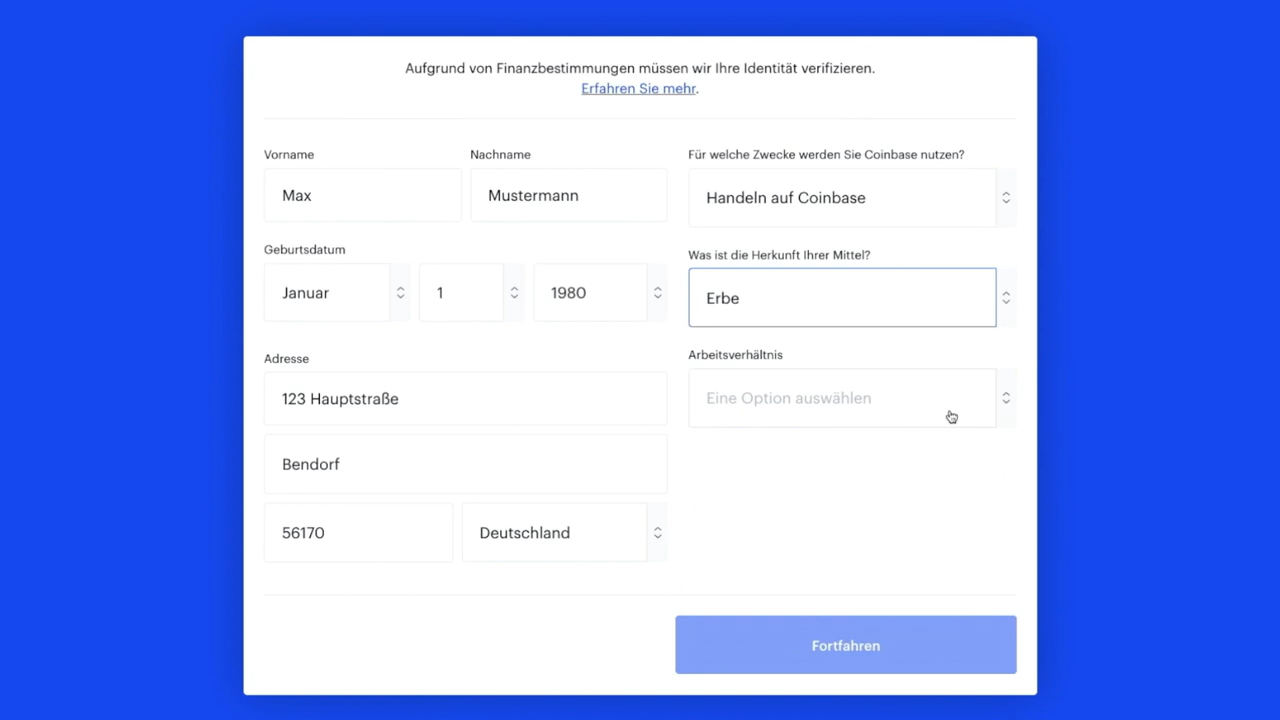 Aufgrund von Finanzbestimmungen müssen wir Ihre Identität verifizieren.
Erfahren Sie mehr.
Vorname
Nachname
Max
Mustermann
Geburtsdatum
Januar
1
1980
Adresse
123 Hauptstraße
Bendorf
56170
Deutschland
Für welche Zwecke werden Sie Coinbase nutzen?
Handeln auf Coinbase
Was ist die Herkunft Ihrer Mittel?
Erbe
Arbeitsverhältnis
Eine Option auswählen
Fortfahren